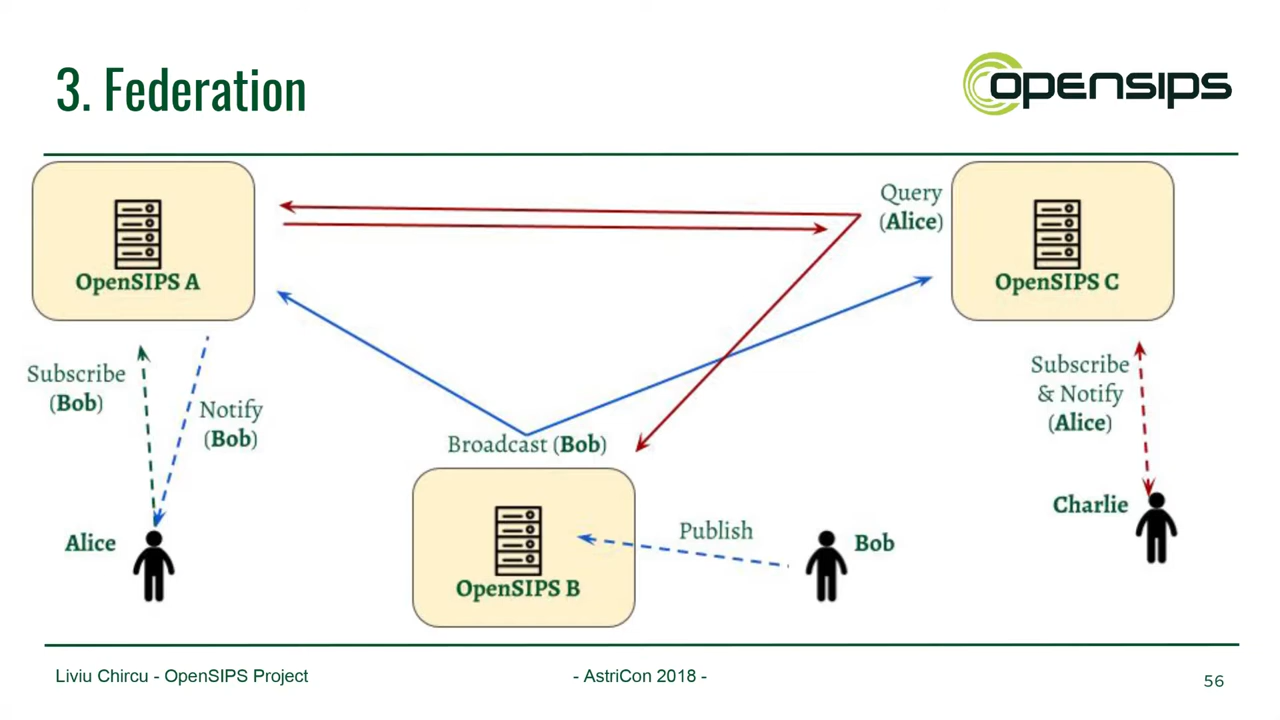 3. Federation
opensips
Query
(Alice)
OpenSIPS A
OpenSIPS C
Subscribe
(Bob)
Notify
(Bob)
Subscribe
& Notify
(Alice)
Broadcast (Bob)
Charlie
Alice
Publish
Bob
OpenSIPS B
Liviu Chircu - OpenSIPS Project
- AstriCon 2018 -
56